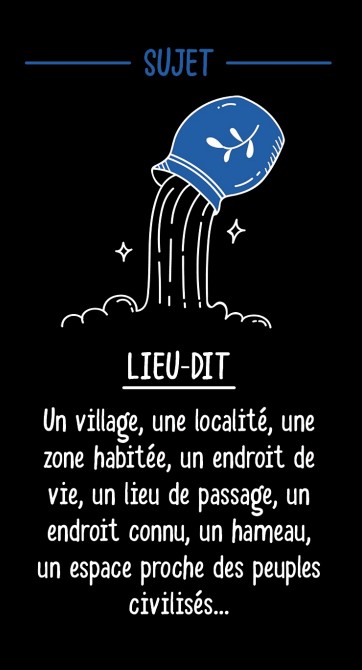 SUJET
LIEU-DIT
Un village, une localité, une
zone habitée, un endroit de
vie, un lieu de passage, un
endroit connu, un hameau,
un espace proche des peuples
civilisés...